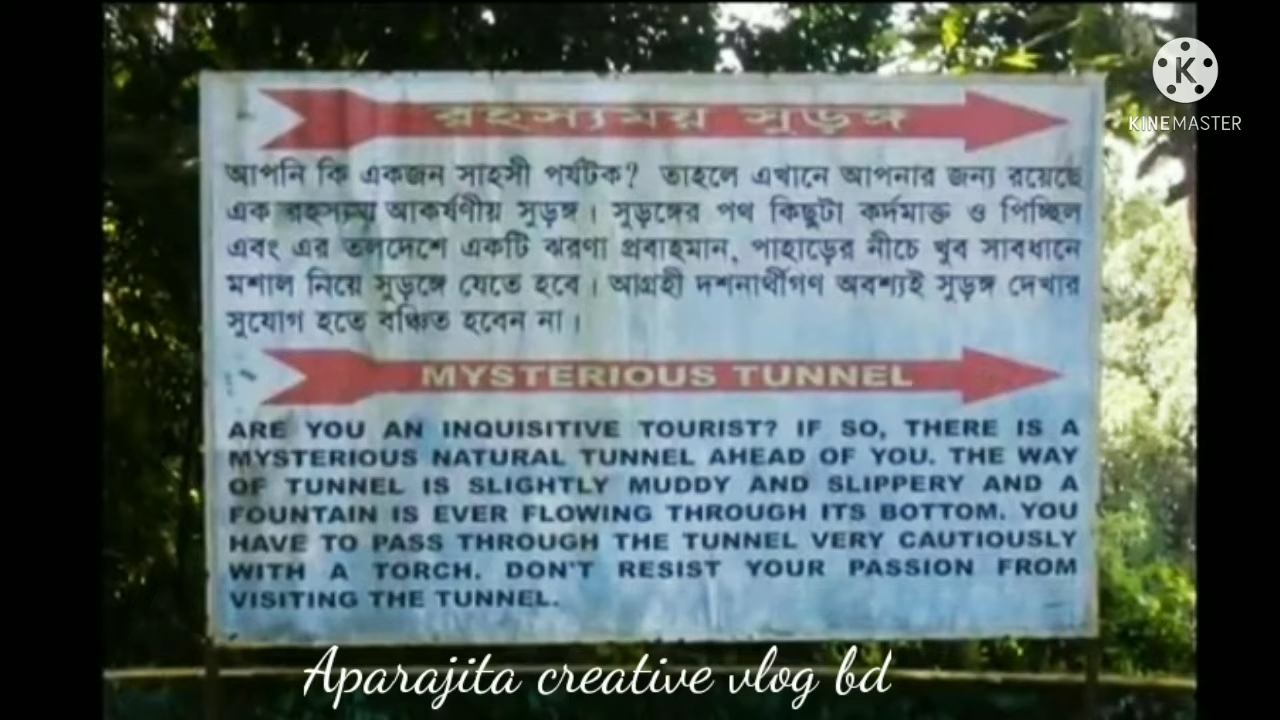 রহস্যময় সুড়ঙ্গ
আপনি কি একজন সাহসী পর্যটক? তাহলে এখানে আপনার জন্য রয়েছে
এক রহস্যময় আকর্ষণীয় সুড়ঙ্গ। সুড়ঙ্গের পথ কিছুটা কর্দমাক্ত ও পিচ্ছিল
এবং এর তলদেশে একটি ঝরণা প্রবাহমান, পাহাড়ের নীচে খুব সাবধানে
মশাল নিয়ে সুড়ঙ্গে যেতে হবে। আগ্রহী দশনার্থীগণ অবশ্যই সুড়ঙ্গ দেখার
সুযোগ হতে বঞ্চিত হবেন না।
MYSTERIOUS TUNNEL
ARE YOU AN INQUISITIVE TOURIST? IF SO, THERE IS A
MYSTERIOUS NATURAL TUNNEL AHEAD OF YOU. THE WAY
OF TUNNEL IS SLIGHTLY MUDDY AND SLIPPERY AND A
FOUNTAIN IS EVER FLOWING THROUGH ITS BOTTOM. YOU
HAVE TO PASS THROUGH THE TUNNEL VERY CAUTIOUSLY
WITH A TORCH. DON'T RESIST YOUR PASSION FROM
VISITING THE TUNNEL.
K
KINEMASTER
Aparajita creative vlog bd